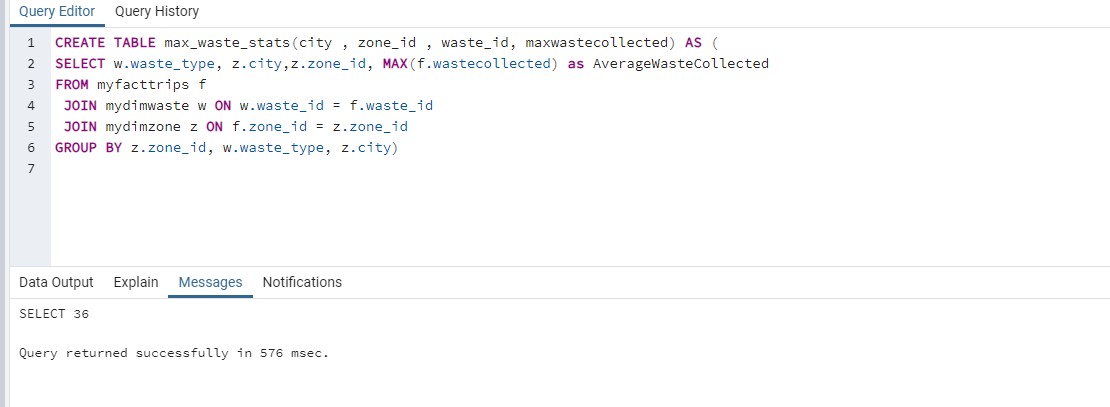 Query Editor Query History
1 CREATE TABLE max_waste_stats(city , zone_id , waste_id, maxwastecollected) AS (
2 SELECT w.waste_type, z.city,z.zone_id, MAX(f.wastecollected) as AverageWasteCollected
3 FROM myfacttrips f
4 JOIN mydimwaste w ON w.waste_id = f.waste_id
5 JOIN mydimzone z ON f.zone_id = z.zone_id
6 GROUP BY z.zone_id, w.waste_type, z.city)
7
Data Output Explain Messages Notifications
SELECT 36
Query returned successfully in 576 msec.